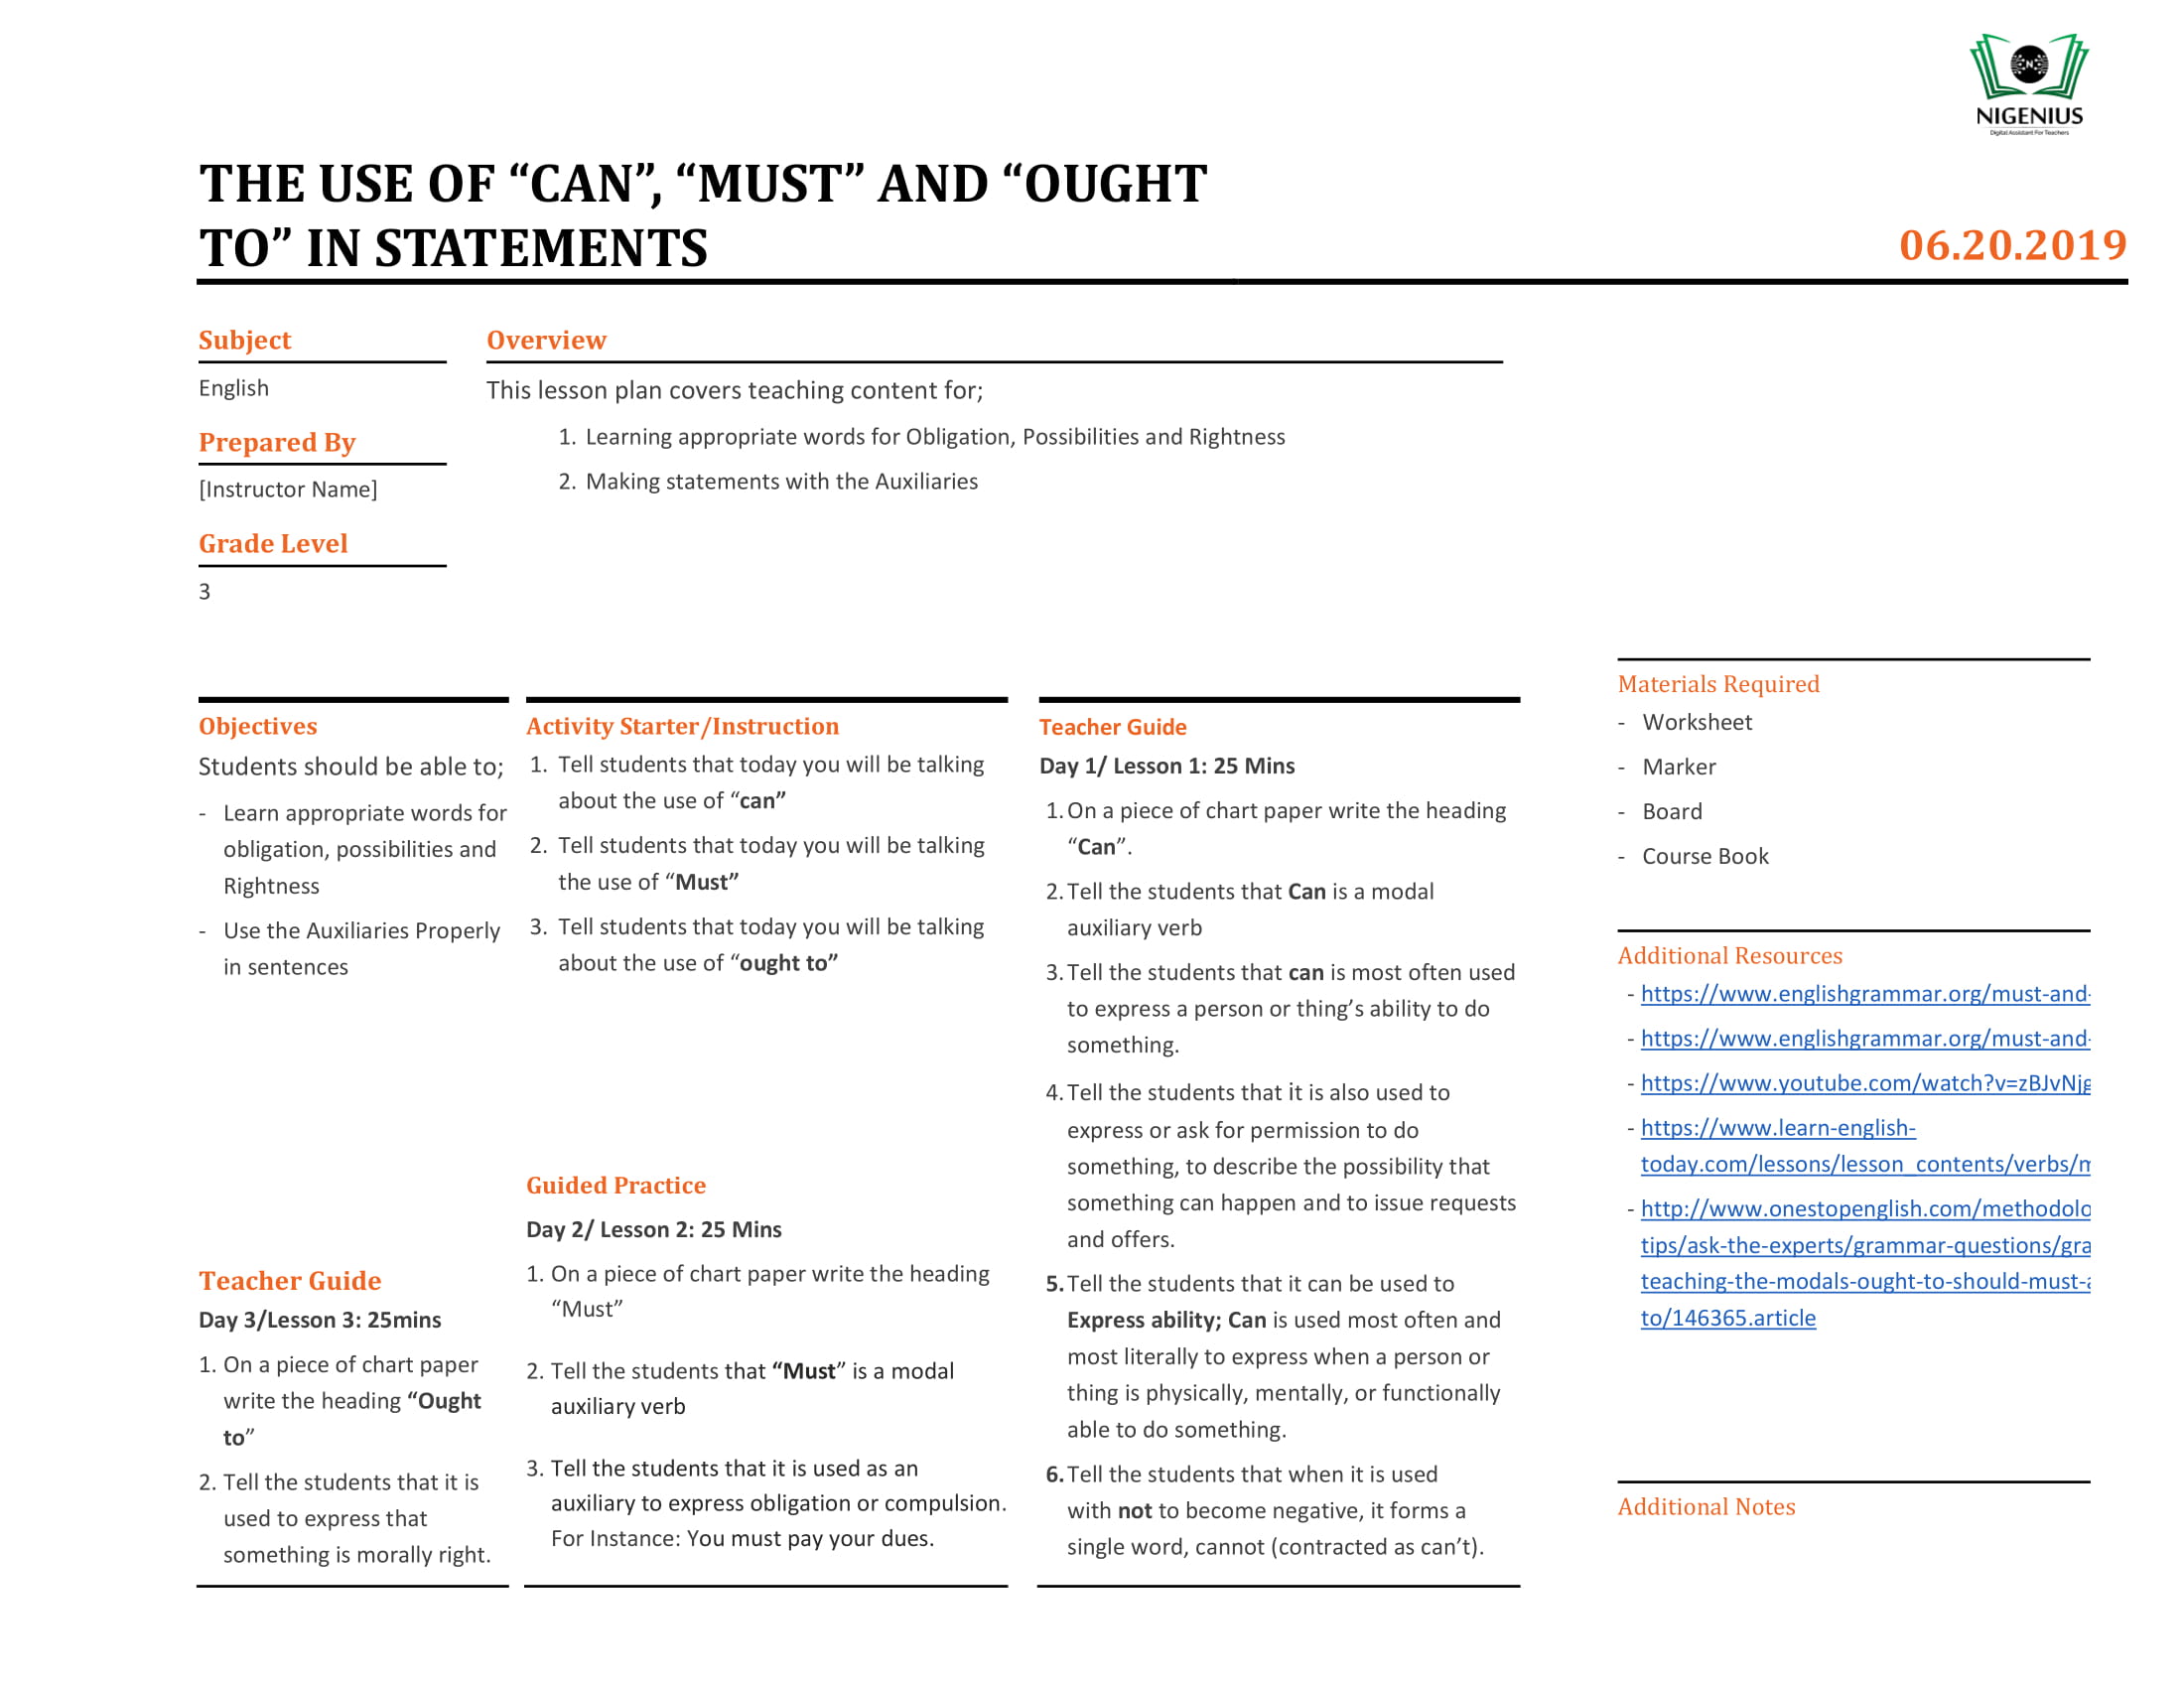 NIGENIUS
Digital Assistant For Teachers
THE USE OF “CAN”, “MUST” AND “OUGHT
TO” IN STATEMENTS
06.20.2019
Subject
English
Prepared By
[Instructor Name]
Grade Level
3
Overview
This lesson plan covers teaching content for;
1. Learning appropriate words for Obligation, Possibilities and Rightness
2. Making statements with the Auxiliaries
Objectives
Students should be able to;
- Learn appropriate words for
obligation, possibilities and
Rightness
- Use the Auxiliaries Properly
in sentences
Teacher Guide
Day 3/Lesson 3: 25mins
1. On a piece of chart paper
write the heading “Ought
to”
2. Tell the students that it is
used to express that
something is morally right.
Activity Starter/Instruction
1. Tell students that today you will be talking
about the use of “can”
2. Tell students that today you will be talking
the use of “Must”
3. Tell students that today you will be talking
about the use of “ought to”
Guided Practice
Day 2/ Lesson 2: 25 Mins
1. On a piece of chart paper write the heading
“Must”
2. Tell the students that “Must” is a modal
auxiliary verb
3. Tell the students that it is used as an
auxiliary to express obligation or compulsion.
For Instance: You must pay your dues.
Teacher Guide
Day 1/ Lesson 1: 25 Mins
1. On a piece of chart paper write the heading
“Can”.
2. Tell the students that Can is a modal
auxiliary verb
3. Tell the students that can is most often used
to express a person or thing’s ability to do
something.
4. Tell the students that it is also used to
express or ask for permission to do
something, to describe the possibility that
something can happen and to issue requests
and offers.
5. Tell the students that it can be used to
Express ability; Can is used most often and
most literally to express when a person or
thing is physically, mentally, or functionally
able to do something.
6. Tell the students that when it is used
with not to become negative, it forms a
single word, cannot (contracted as can’t).
Materials Required
- Worksheet
- Marker
- Board
- Course Book
Additional Resources
- https://www.englishgrammar.org/must-and-
- https://www.englishgrammar.org/must-and-
- https://www.youtube.com/watch?v=zBJvNjg
- https://www.learn-english-
today.com/lessons/lesson_contents/verbs/m
- http://www.onestopenglish.com/methodolo
tips/ask-the-experts/grammar-questions/gra
teaching-the-modals-ought-to-should-must-a
to/146365.article
Additional Notes